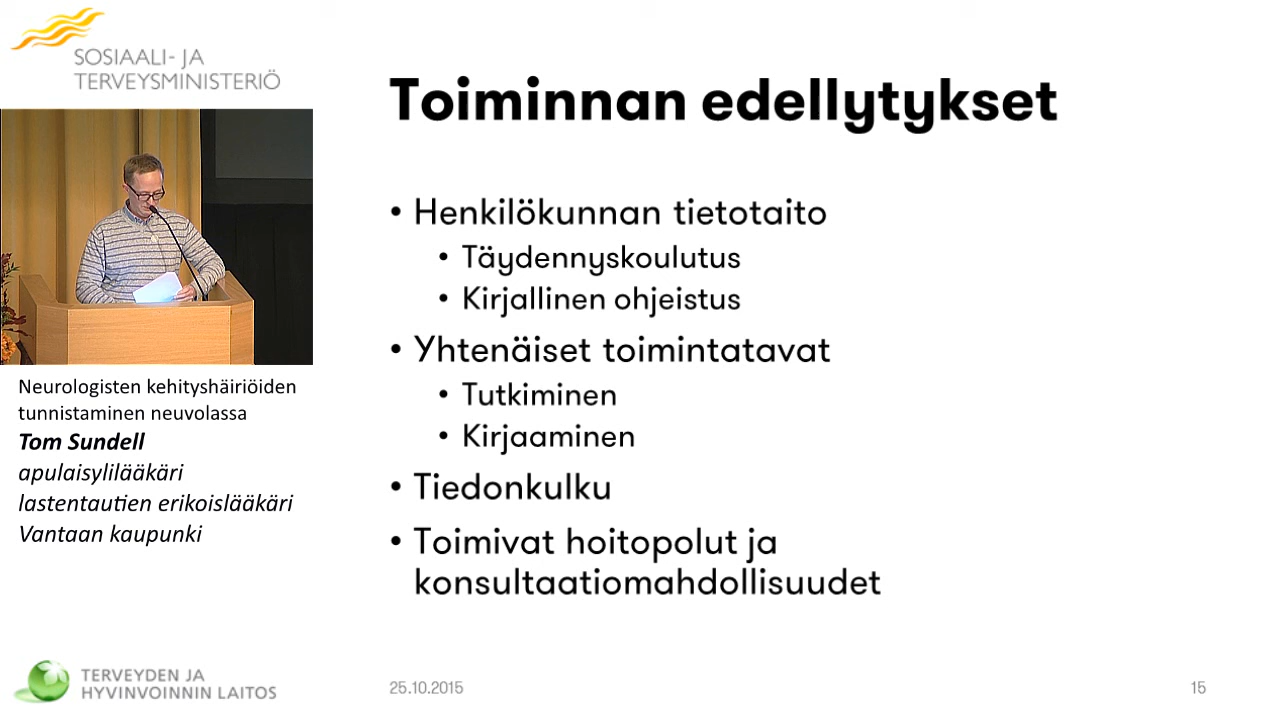 SOSIAALI- JA
TERVEYSMINISTERIÖ
Neurologisten kehityshäiriöiden
tunnistaminen neuvolassa
Tom Sundell
apulaisylilääkäri
lastentautien erikoislääkäri
Vantaan kaupunki
TERVEYDEN JA
HYVINVOINNIN LAITOS
Toiminnan edellytykset
• Henkilökunnan tietotaito
• Täydennyskoulutus
• Kirjallinen ohjeistus
• Yhtenäiset toimintatavat
• Tutkiminen
• Kirjaaminen
• Tiedonkulku
• Toimivat hoitopolut ja
konsultaatiomahdollisuudet
25.10.2015
15